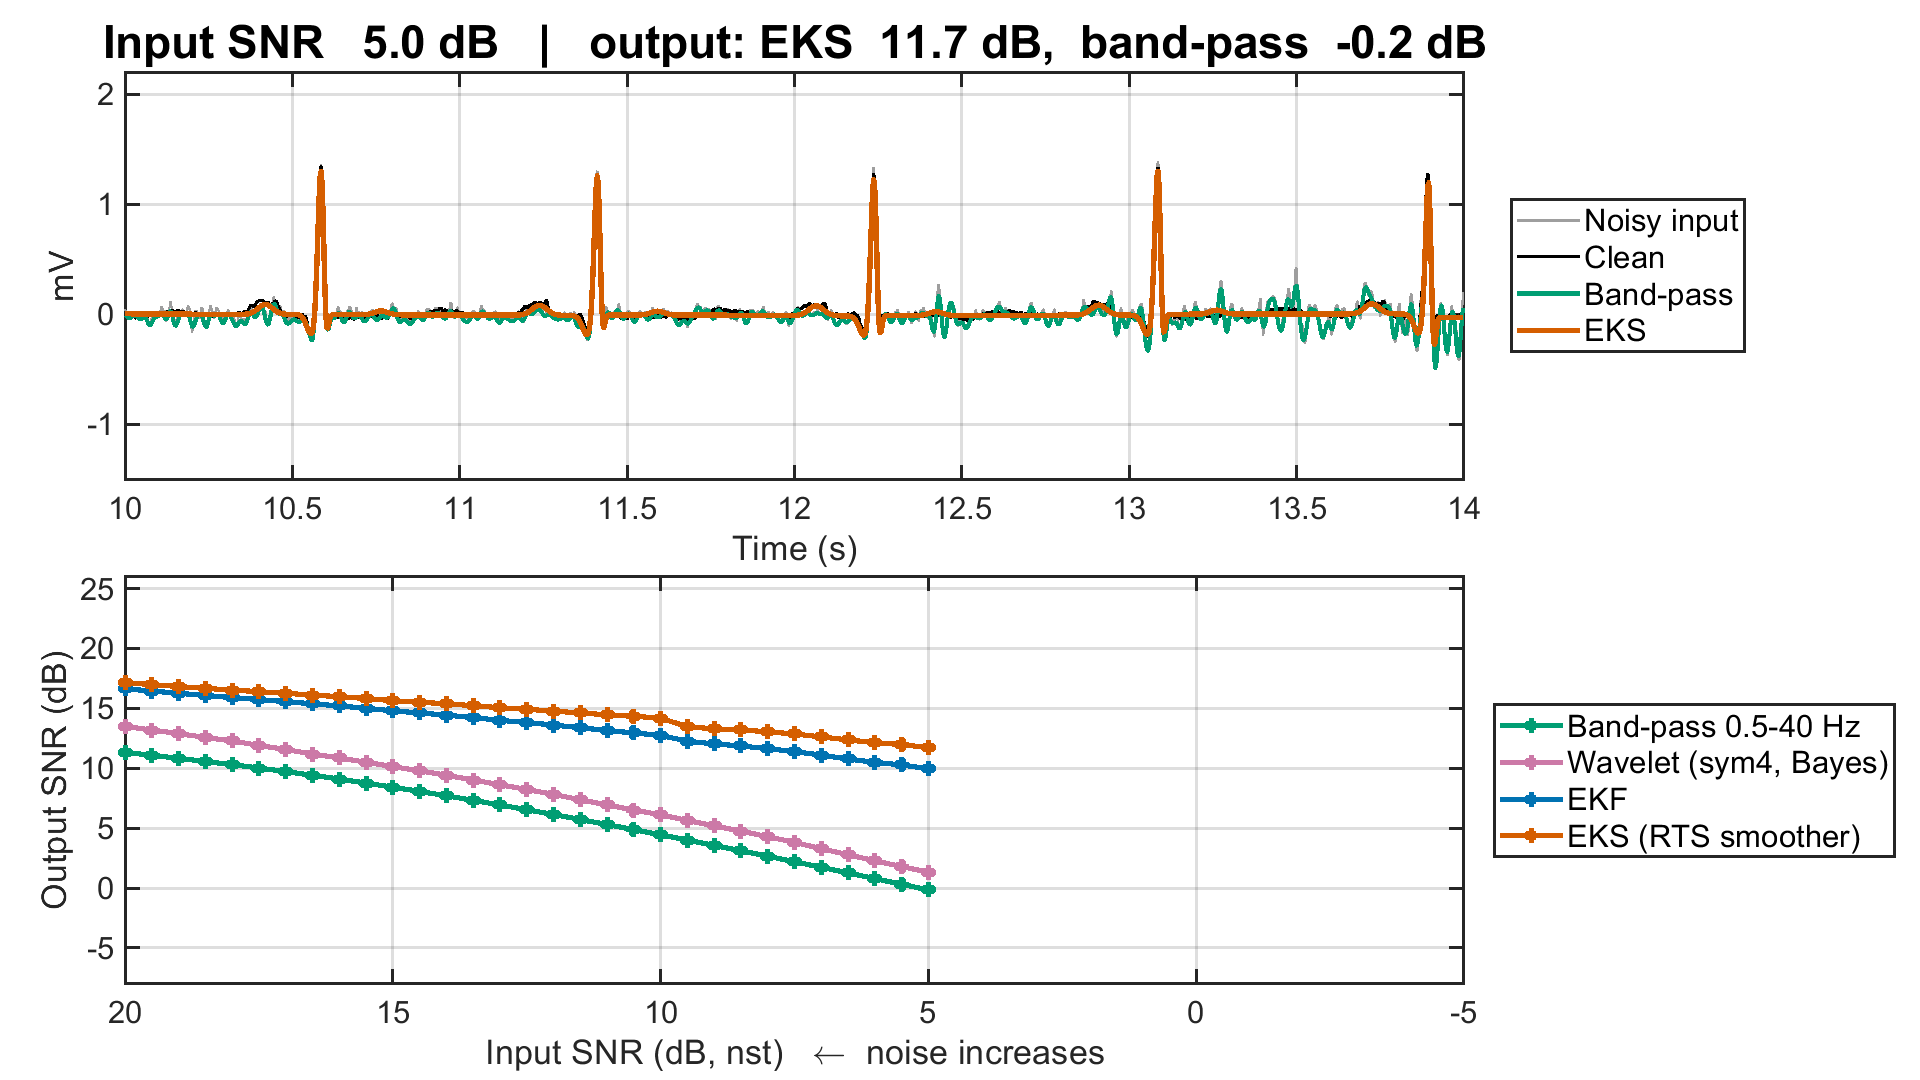 Input SNR   5.0 dB   |   output: EKS  11.7 dB,  band-pass  -0.2 dB
2
1
0
-1
mV
10 10.5 11 11.5 12 12.5 13 13.5 14
Time (s)
Noisy input
Clean
Band-pass
EKS
25
20
15
10
5
0
-5
Output SNR (dB)
20 15 10 5 0 -5
Input SNR (dB, nst)   ←  noise increases
Band-pass 0.5-40 Hz
Wavelet (sym4, Bayes)
EKF
EKS (RTS smoother)